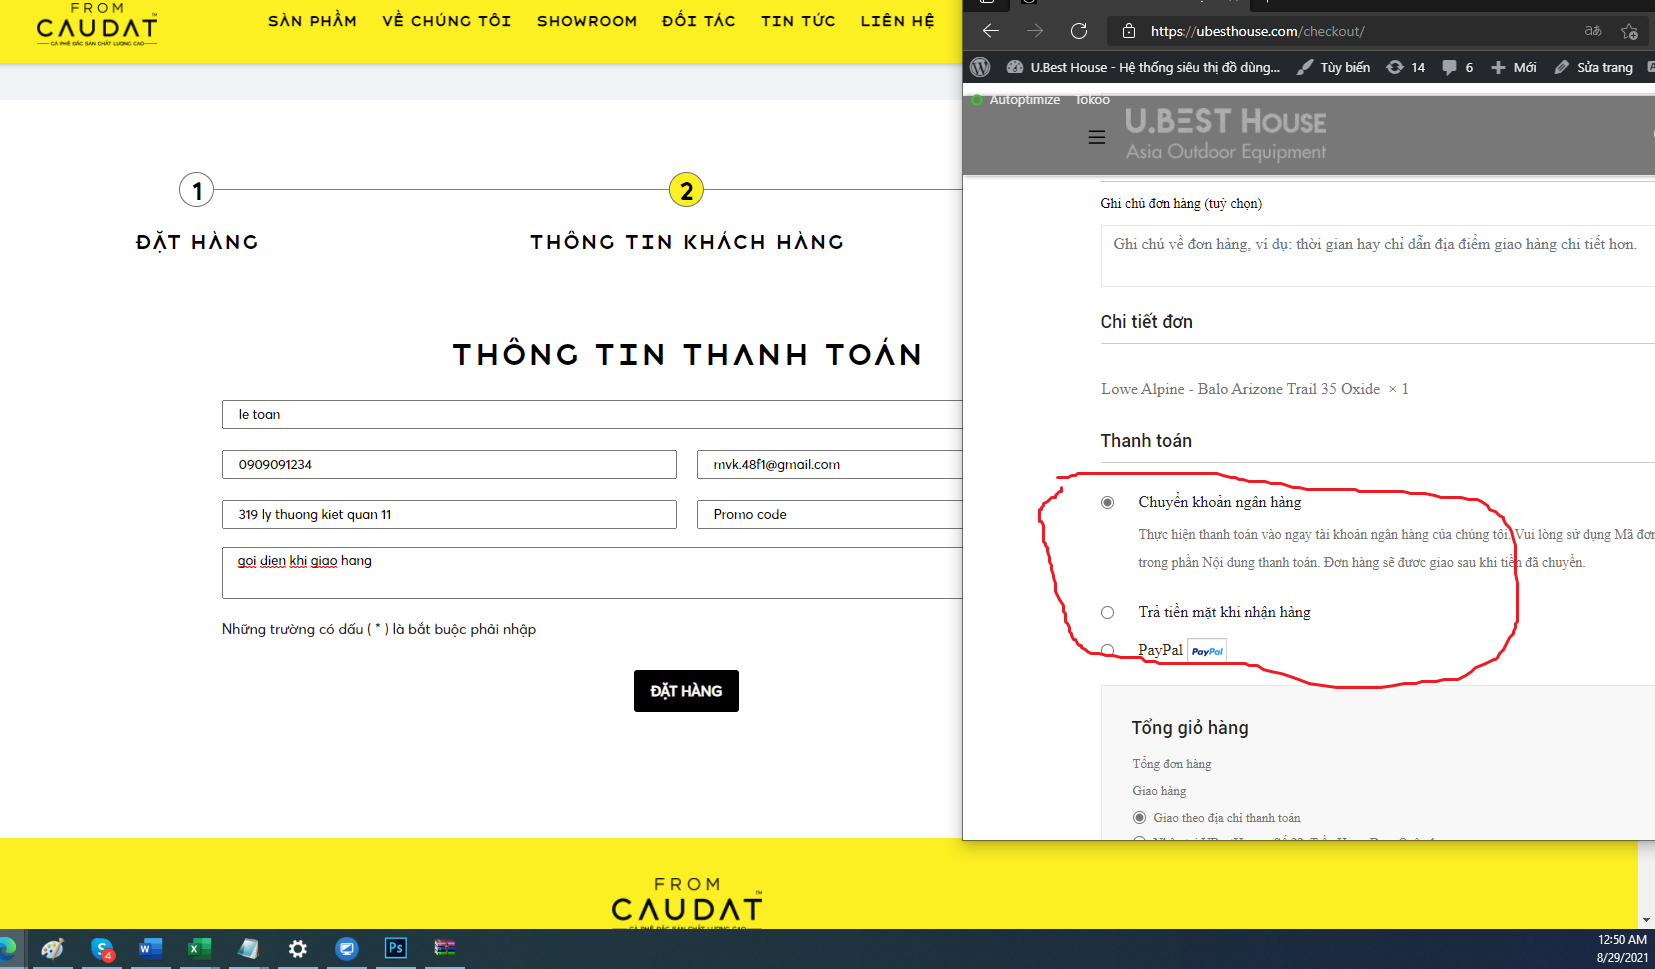 FROM
CAUDAT™
CÀ PHÊ ĐẶC SẢN CHẤT LƯỢNG CAO
SẢN PHẨM VỀ CHÚNG TÔI SHOWROOM ĐỐI TÁC TIN TỨC LIÊN HỆ
1
2
ĐẶT HÀNG
THÔNG TIN KHÁCH HÀNG
THÔNG TIN THANH TOÁN
le toan
0909091234
mvk.48f1@gmail.com
319 ly thuong kiet quan 11
Promo code
goi dien khi giao hang
Những trường có dấu ( * ) là bắt buộc phải nhập
ĐẶT HÀNG
FROM
CAUDAT™
https://ubesthouse.com/checkout/
U.Best House - Hệ thống siêu thị đồ dùng... Tùy biến 14 6 Mới Sửa trang
Autoptimize Tokoo
U.BEST HOUSE
Asia Outdoor Equipment
Ghi chú đơn hàng (tuỳ chọn)
Ghi chú về đơn hàng, ví dụ: thời gian hay chỉ dẫn địa điểm giao hàng chi tiết hơn.
Chi tiết đơn
Lowe Alpine - Balo Arizone Trail 35 Oxide × 1
Thanh toán
Chuyển khoản ngân hàng
Thực hiện thanh toán vào ngay tài khoản ngân hàng của chúng tôi. Vui lòng sử dụng Mã đơn
trong phần Nội dung thanh toán. Đơn hàng sẽ được giao sau khi tiền đã chuyển.
Trả tiền mặt khi nhận hàng
PayPal PayPal
Tổng giỏ hàng
Tổng đơn hàng
Giao hàng
Giao theo địa chỉ thanh toán
4
Ps
12:50 AM
8/29/2021